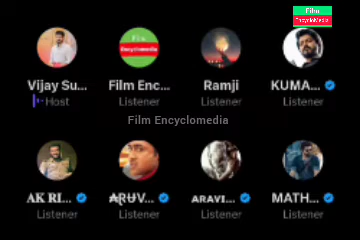 Film
EncycloMedia
Film
Encyclomedia
Vijay Su... Film Enc... Ramji KUMA...
Host Listener Listener Listener
Film Encyclomedia
AK RI... ₳RUV... ARAVI... MATH...
Listener Listener Listener Listener